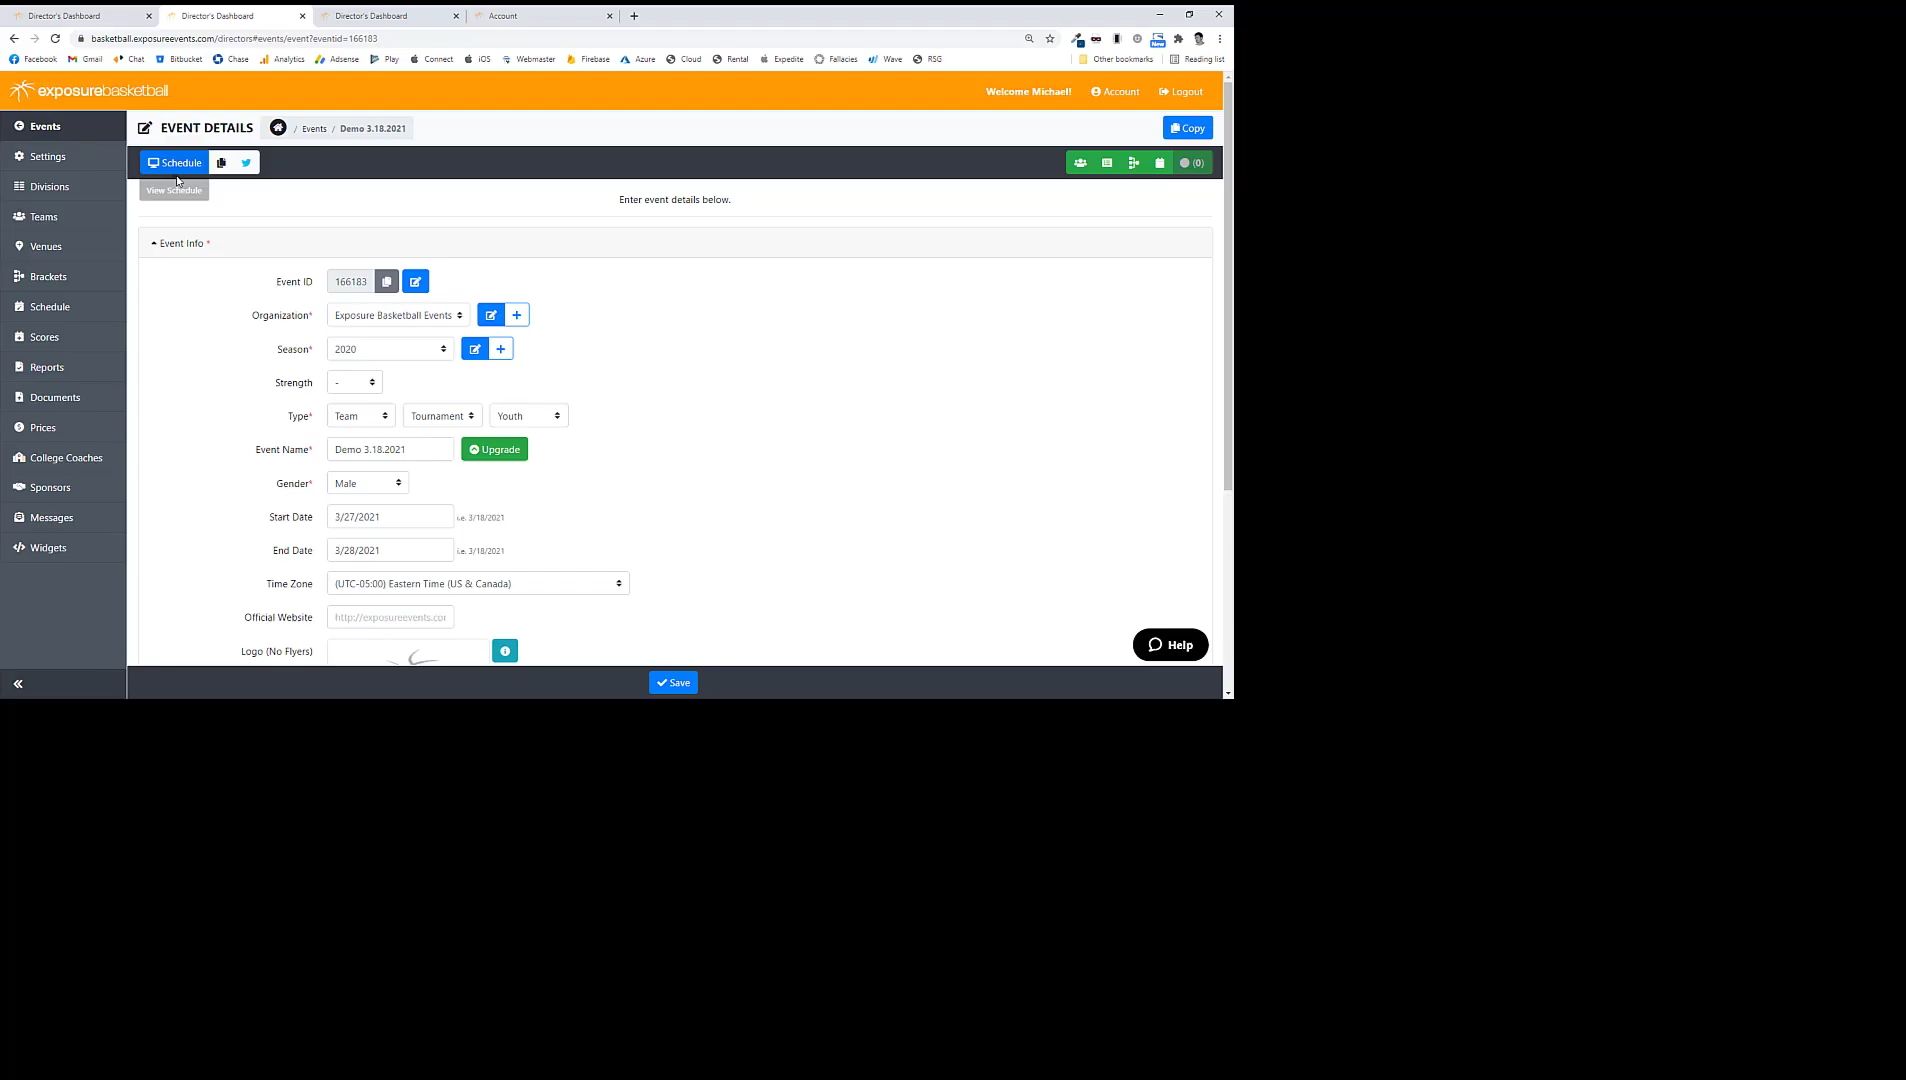 Director's Dashboard
Director's Dashboard
Director's Dashboard
Account
basketball.exposureevents.com/directors#events/event?eventid=166183
Facebook Gmail Chat Bitbucket Chase Analytics Adsense Play Connect iOS Webmaster Firebase Azure Cloud Rental Expedite Fallacies Wave RSG Other bookmarks Reading list
New
exposurebasketball
Welcome Michael! Account Logout
Events
Settings
Divisions
Teams
Venues
Brackets
Schedule
Scores
Reports
Documents
Prices
College Coaches
Sponsors
Messages
Widgets
EVENT DETAILS / Events / Demo 3.18.2021
Copy
Schedule
(0)
View Schedule
Enter event details below.
Event Info *
Event ID 166183
Organization* Exposure Basketball Events
Season* 2020
Strength -
Type* Team Tournament Youth
Event Name* Demo 3.18.2021 Upgrade
Gender* Male
Start Date 3/27/2021 i.e. 3/18/2021
End Date 3/28/2021 i.e. 3/18/2021
Time Zone (UTC-05:00) Eastern Time (US & Canada)
Official Website http://exposureevents.cor
Logo (No Flyers)
Help
Save